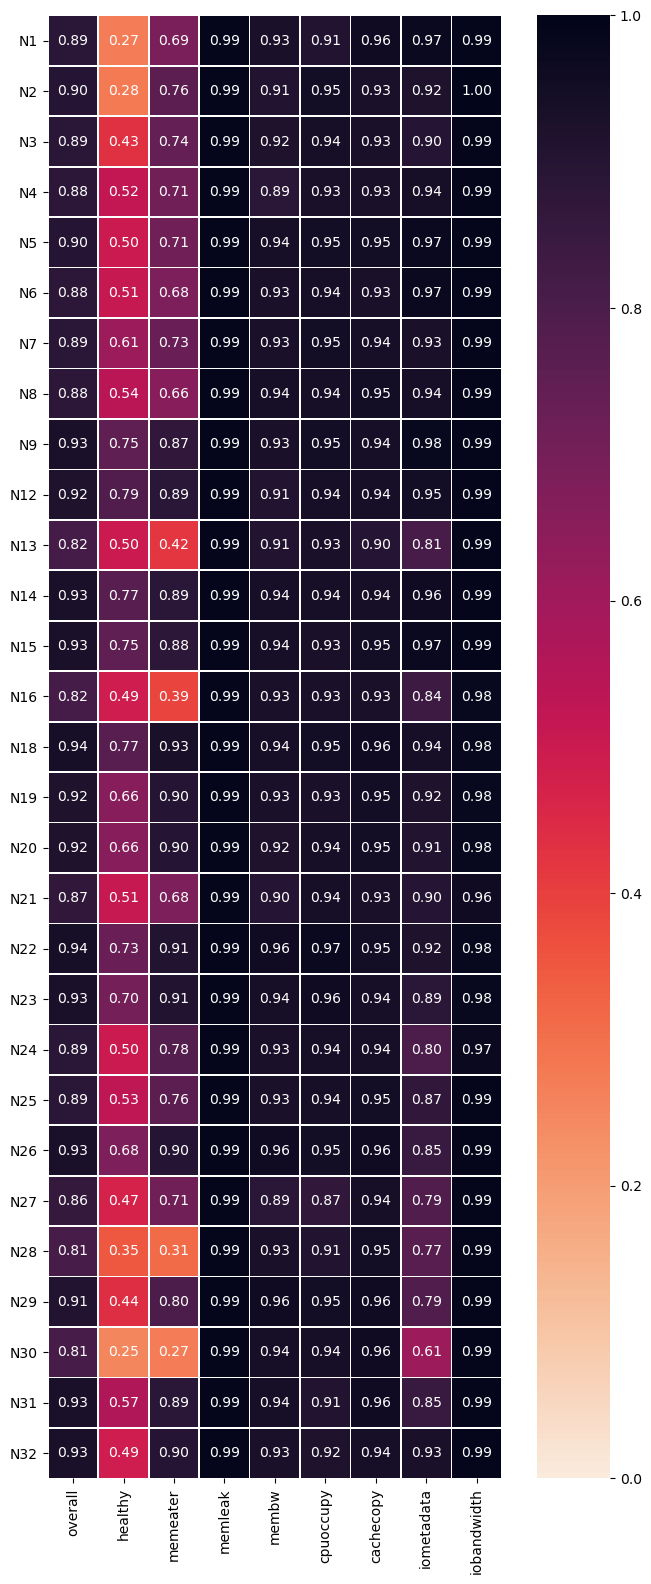 N1 0.89 0.27 0.69 0.99 0.93 0.91 0.96 0.97 0.99
N2 0.90 0.28 0.76 0.99 0.91 0.95 0.93 0.92 1.00
N3 0.89 0.43 0.74 0.99 0.92 0.94 0.93 0.90 0.99
N4 0.88 0.52 0.71 0.99 0.89 0.93 0.93 0.94 0.99
N5 0.90 0.50 0.71 0.99 0.94 0.95 0.95 0.97 0.99
N6 0.88 0.51 0.68 0.99 0.93 0.94 0.93 0.97 0.99
N7 0.89 0.61 0.73 0.99 0.93 0.95 0.94 0.93 0.99
N8 0.88 0.54 0.66 0.99 0.94 0.94 0.95 0.94 0.99
N9 0.93 0.75 0.87 0.99 0.93 0.95 0.94 0.98 0.99
N12 0.92 0.79 0.89 0.99 0.91 0.94 0.94 0.95 0.99
N13 0.82 0.50 0.42 0.99 0.91 0.93 0.90 0.81 0.99
N14 0.93 0.77 0.89 0.99 0.94 0.94 0.94 0.96 0.99
N15 0.93 0.75 0.88 0.99 0.94 0.93 0.95 0.97 0.99
N16 0.82 0.49 0.39 0.99 0.93 0.93 0.93 0.84 0.98
N18 0.94 0.77 0.93 0.99 0.94 0.95 0.96 0.94 0.98
N19 0.92 0.66 0.90 0.99 0.93 0.93 0.95 0.92 0.98
N20 0.92 0.66 0.90 0.99 0.92 0.94 0.95 0.91 0.98
N21 0.87 0.51 0.68 0.99 0.90 0.94 0.93 0.90 0.96
N22 0.94 0.73 0.91 0.99 0.96 0.97 0.95 0.92 0.98
N23 0.93 0.70 0.91 0.99 0.94 0.96 0.94 0.89 0.98
N24 0.89 0.50 0.78 0.99 0.93 0.94 0.94 0.80 0.97
N25 0.89 0.53 0.76 0.99 0.93 0.94 0.95 0.87 0.99
N26 0.93 0.68 0.90 0.99 0.96 0.95 0.96 0.85 0.99
N27 0.86 0.47 0.71 0.99 0.89 0.87 0.94 0.79 0.99
N28 0.81 0.35 0.31 0.99 0.93 0.91 0.95 0.77 0.99
N29 0.91 0.44 0.80 0.99 0.96 0.95 0.96 0.79 0.99
N30 0.81 0.25 0.27 0.99 0.94 0.94 0.96 0.61 0.99
N31 0.93 0.57 0.89 0.99 0.94 0.91 0.96 0.85 0.99
N32 0.93 0.49 0.90 0.99 0.93 0.92 0.94 0.93 0.99
overall
healthy
memeater
memleak
membw
cpuoccupy
cachecopy
iometadata
iobandwidth
1.0
0.8
0.6
0.4
0.2
0.0